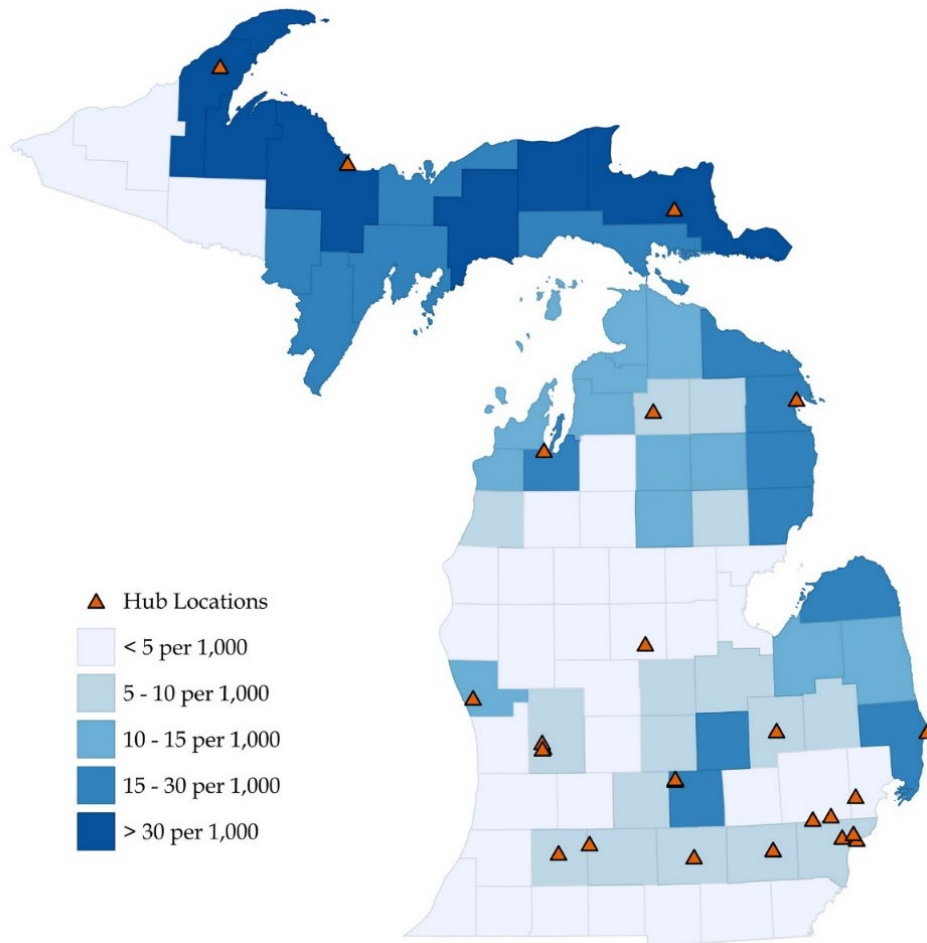 Hub Locations
< 5 per 1,000
5 - 10 per 1,000
10 - 15 per 1,000
15 - 30 per 1,000
> 30 per 1,000